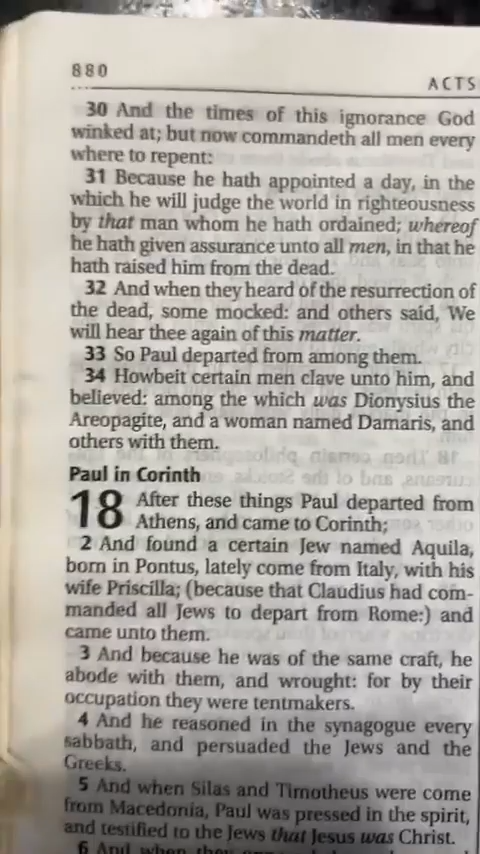 880
ACTS
30 And the times of this ignorance God
winked at; but now commandeth all men every
where to repent:
31 Because he hath appointed a day, in the
which he will judge the world in righteousness
by that man whom he hath ordained; whereof
he hath given assurance unto all men, in that he
hath raised him from the dead.
32 And when they heard of the resurrection of
the dead, some mocked: and others said, We
will hear thee again of this matter.
33 So Paul departed from among them.
34 Howbeit certain men clave unto him, and
believed: among the which was Dionysius the
Areopagite, and a woman named Damaris, and
others with them.
Paul in Corinth
18 After these things Paul departed from
Athens, and came to Corinth;
2 And found a certain Jew named Aquila,
born in Pontus, lately come from Italy, with his
wife Priscilla; (because that Claudius had com-
manded all Jews to depart from Rome:) and
came unto them.
3 And because he was of the same craft, he
abode with them, and wrought: for by their
occupation they were tentmakers.
4 And he reasoned in the synagogue every
sabbath, and persuaded the Jews and the
Greeks.
5 And when Silas and Timotheus were come
from Macedonia, Paul was pressed in the spirit,
and testified to the Jews that Jesus was Christ.
6 And when they